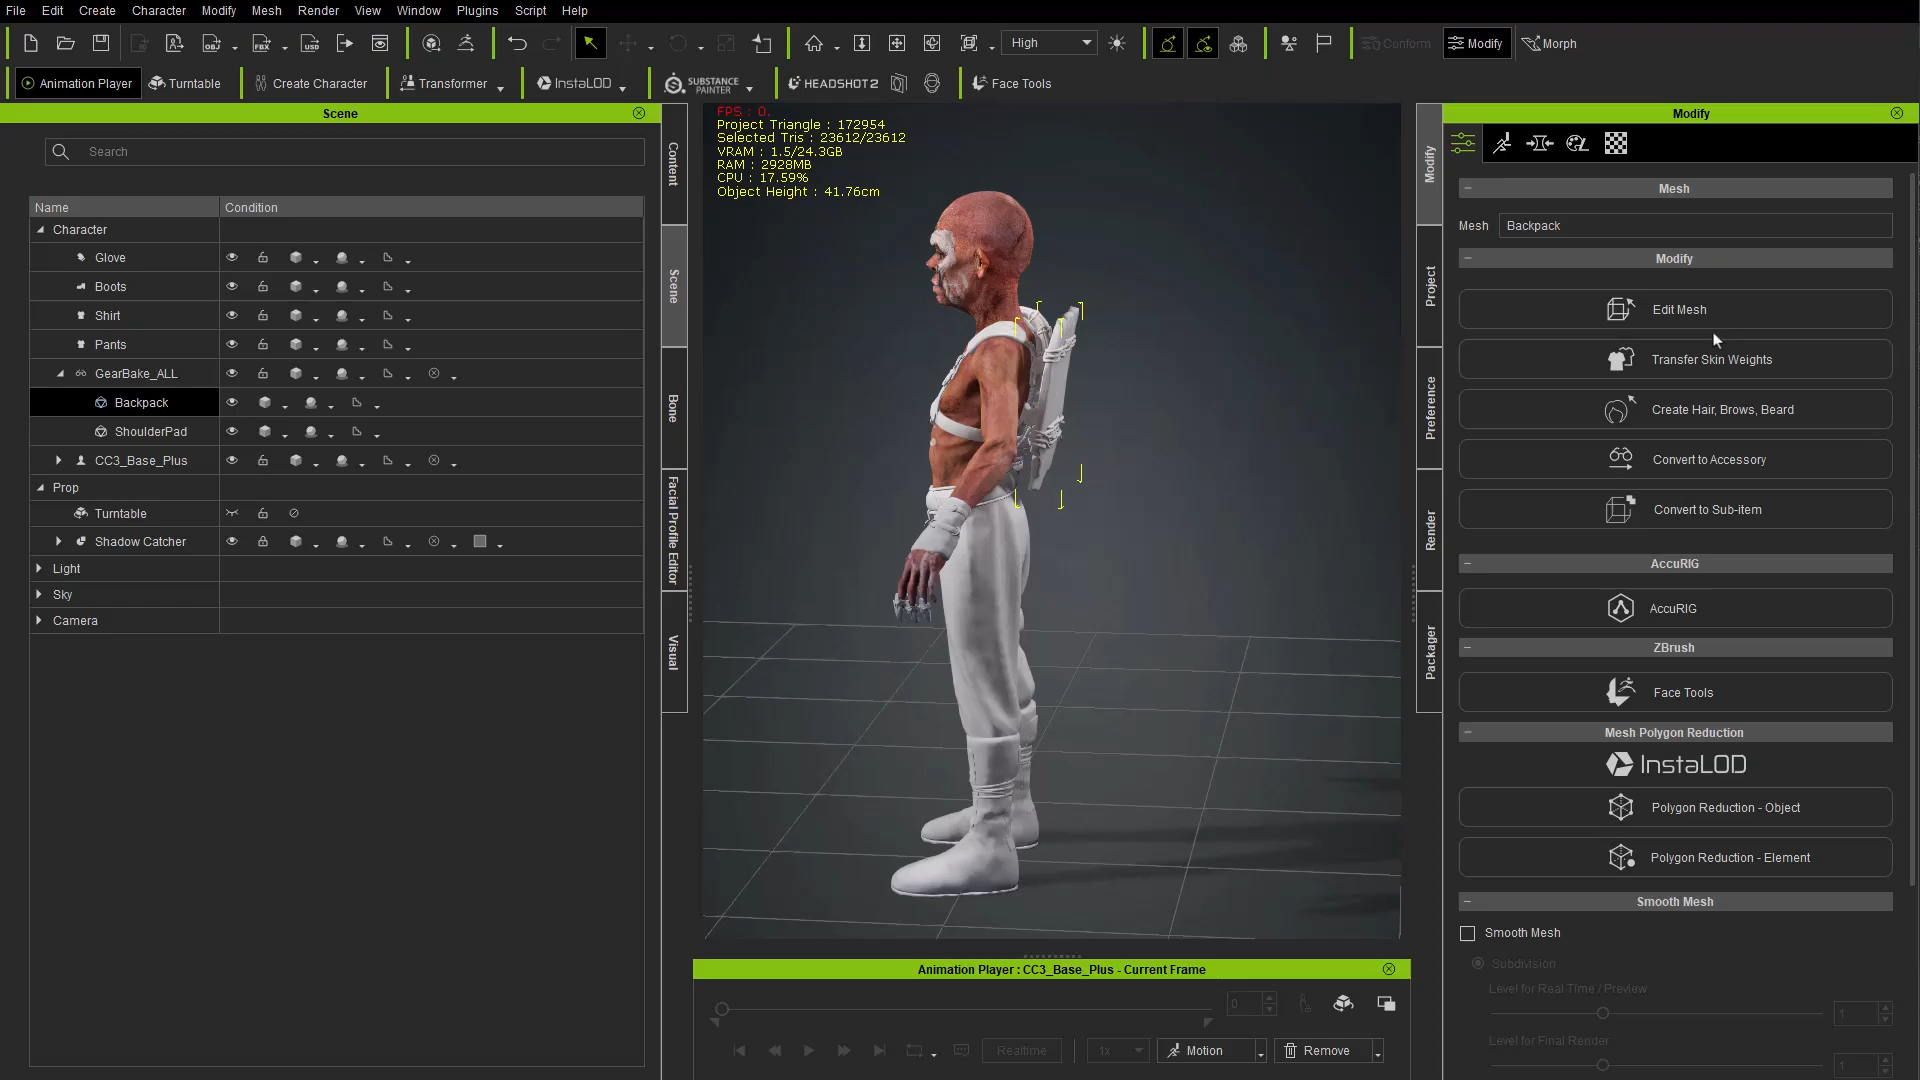 File Edit Create Character Modify Mesh Render Render View Window Plugins Script Help
High Conform Modify Morph
Animation Player Turntable Create Character Transformer InstaLOD SUBSTANCE PAINTER HEADSHOT 2 Face Tools
Scene
Search
Name Condition
Character
Glove
Boots
Shirt
Pants
GearBake_ALL
Backpack
ShoulderPad
CC3_Base_Plus
Prop
Turntable
Shadow Catcher
Light
Sky
Camera
Content
Scene
Bone
Facial Profile Editor
Visual
FPS : 0.
Project Triangle : 172954
Selected Tris : 23612/23612
VRAM : 1.5/24.3GB
RAM : 2928MB
CPU : 17.59%
Object Height : 41.76cm
Animation Player : CC3_Base_Plus - Current Frame
0
Realtime 1x Motion Remove
Modify
Project
Preference
Render
Packager
Modify
Mesh
Mesh Backpack
Modify
Edit Mesh
Transfer Skin Weights
Create Hair, Brows, Beard
Convert to Accessory
Convert to Sub-item
AccuRIG
AccuRIG
ZBrush
Face Tools
Mesh Polygon Reduction
InstaLOD
Polygon Reduction - Object
Polygon Reduction - Element
Smooth Mesh
Smooth Mesh
Subdivision
Level for Real Time / Preview
1
Level for Final Render
1